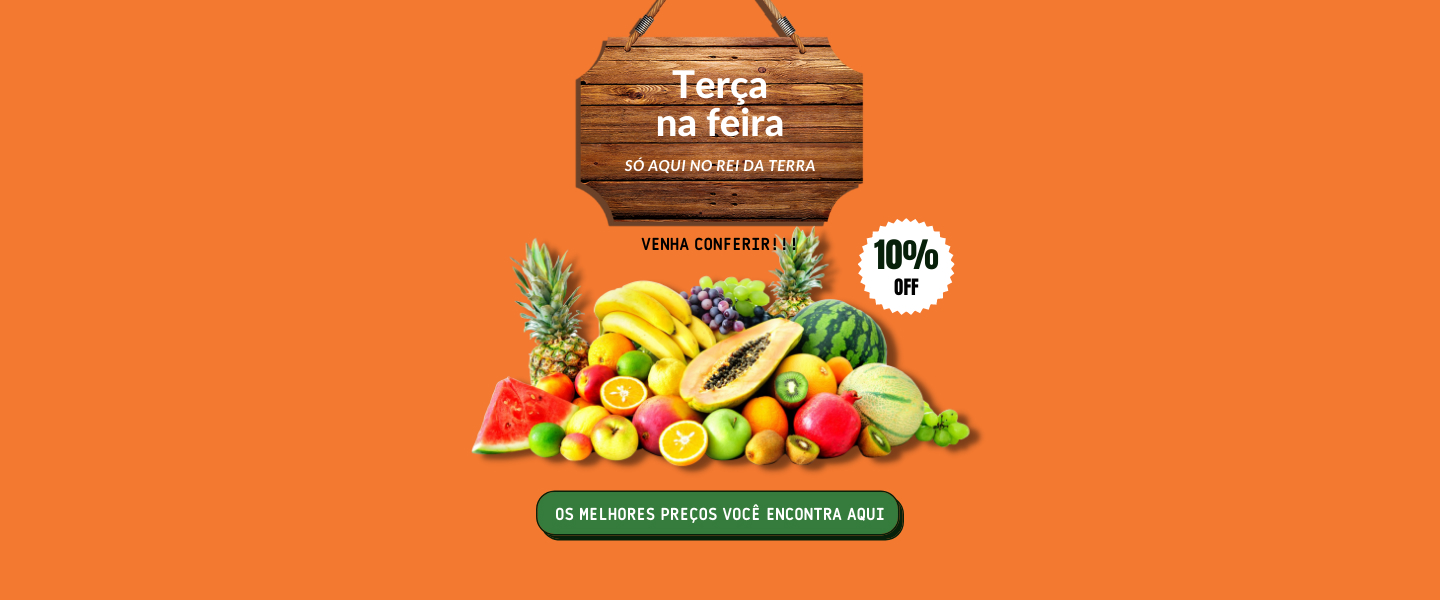 Terça
na feira
SÓ AQUI NO REI DA TERRA
VENHA CONFERIR!!!
10%
OFF
OS MELHORES PREÇOS VOCÊ ENCONTRA AQUI